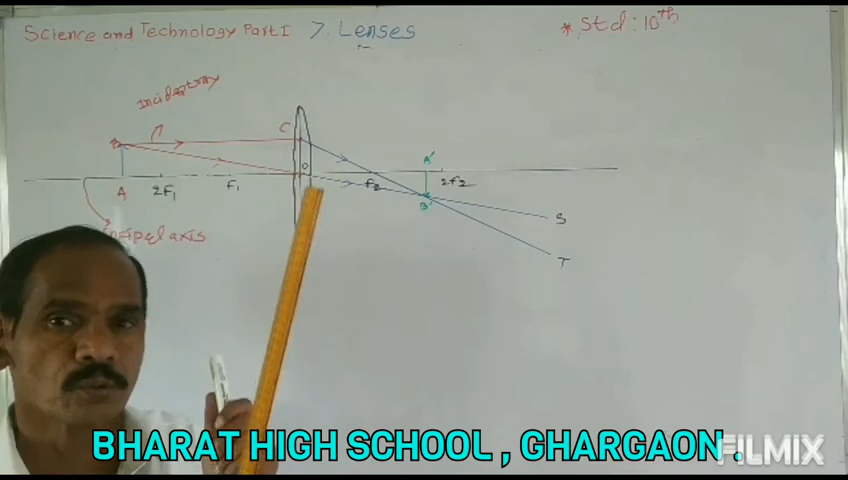 Science and Technology Part I 7. Lenses
* Std : 10th
Incident ray
B
C
A
2F1
F1
O
F2
A'
2F2
B'
S
T
axis
BHARAT HIGH SCHOOL , GHARGAON .
FILMIX